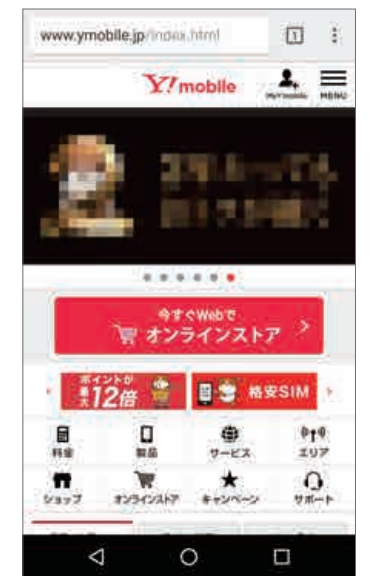 www.ymobile.jp/index.html
1
Y!mobile
My Y!mobile
MENU
今すぐWebで
オンラインストア
ポイントが
最大12倍
格安SIM
料金
製品
サービス
エリア
ショップ
オンラインストア
キャンペーン
サポート